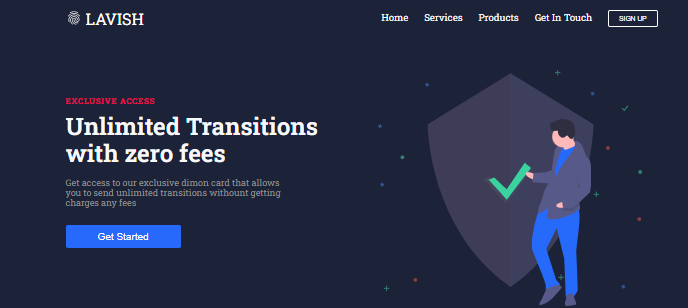 LAVISH
Home Services Products Get In Touch SIGN UP
EXCLUSIVE ACCESS
Unlimited Transitions
with zero fees
Get access to our exclusive dimon card that allows
you to send unlimited transitions withount getting
charges any fees
Get Started